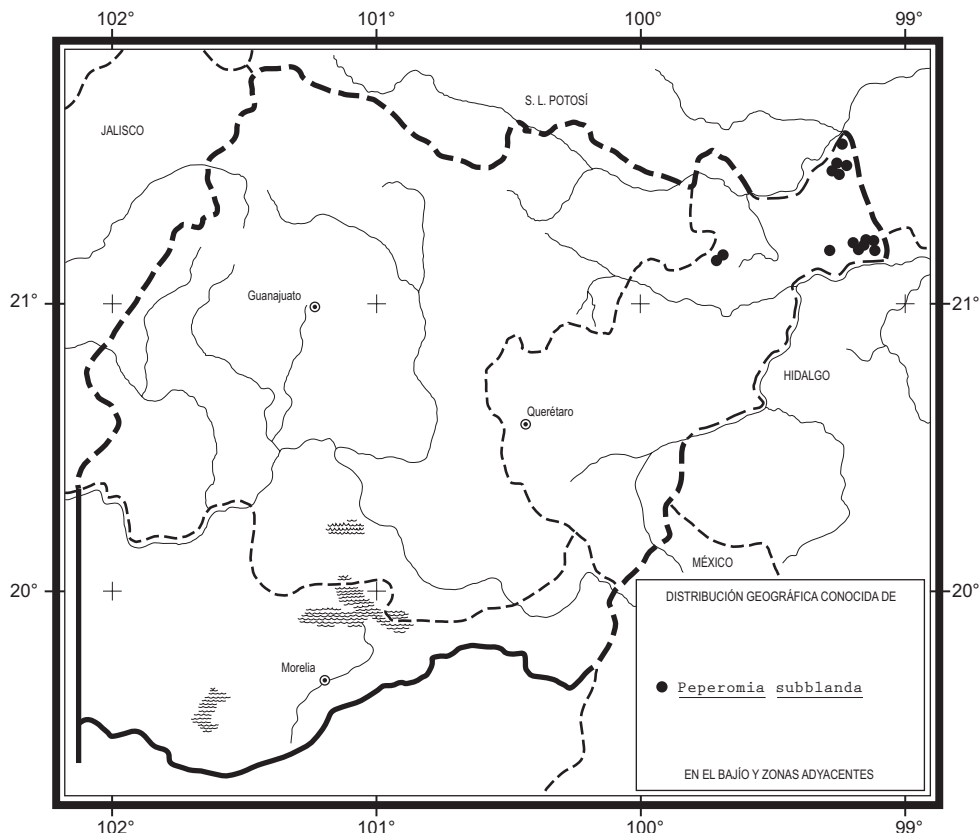 102° 101° 100° 99°
S. L. POTOSÍ
JALISCO
Guanajuato
21° 21°
HIDALGO
Querétaro
MÉXICO
20° 20°
DISTRIBUCIÓN GEOGRÁFICA CONOCIDA DE
Morelia
Peperomia subblanda
EN EL BAJÍO Y ZONAS ADYACENTES
102° 101° 100° 99°